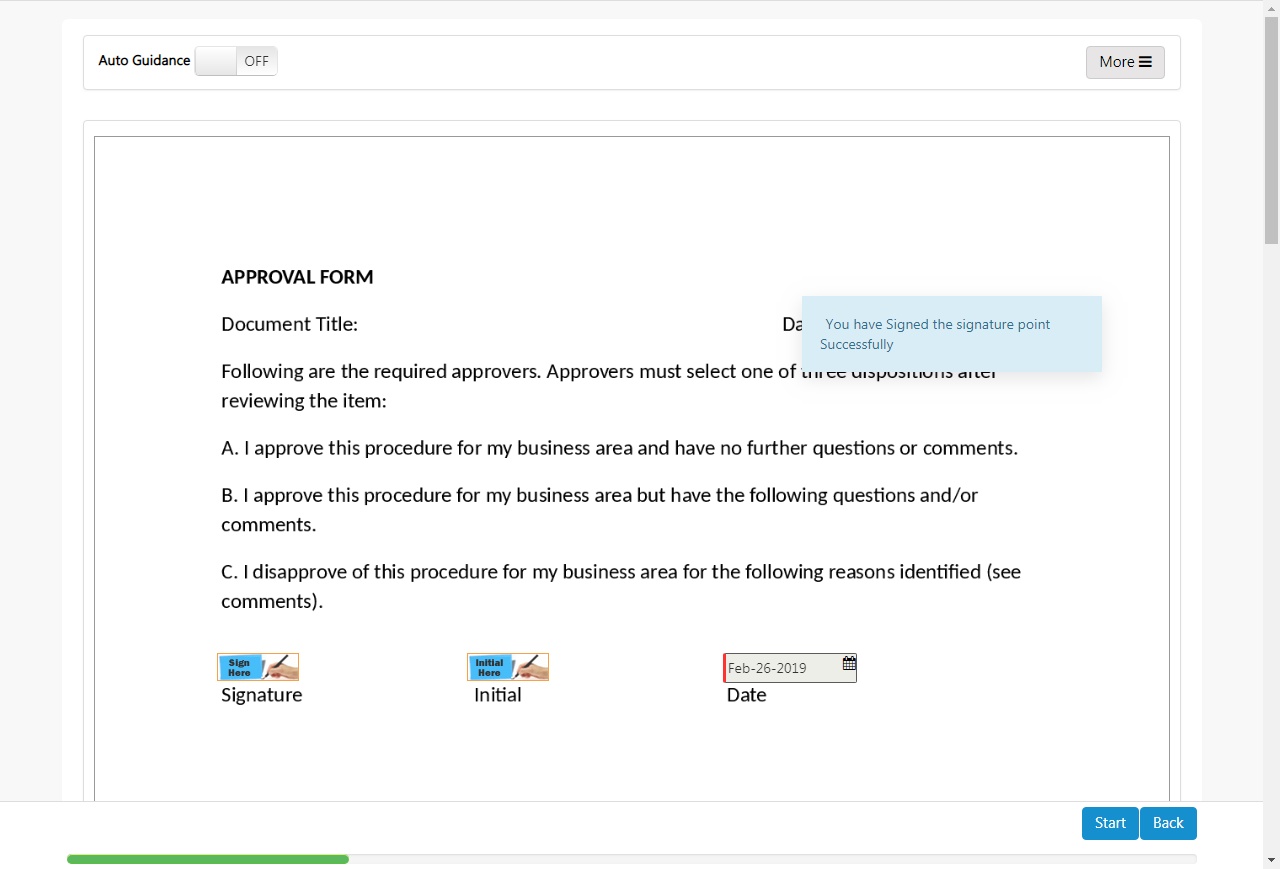 Auto Guidance OFF More
APPROVAL FORM
Document Title:
You have Signed the signature point
Successfully
Following are the required approvers. Approvers must select one of three dispositions after
reviewing the item:
A. I approve this procedure for my business area and have no further questions or comments.
B. I approve this procedure for my business area but have the following questions and/or
comments.
C. I disapprove of this procedure for my business area for the following reasons identified (see
comments).
Sign Here Initial Here Feb-26-2019
Signature Initial Date
Start Back